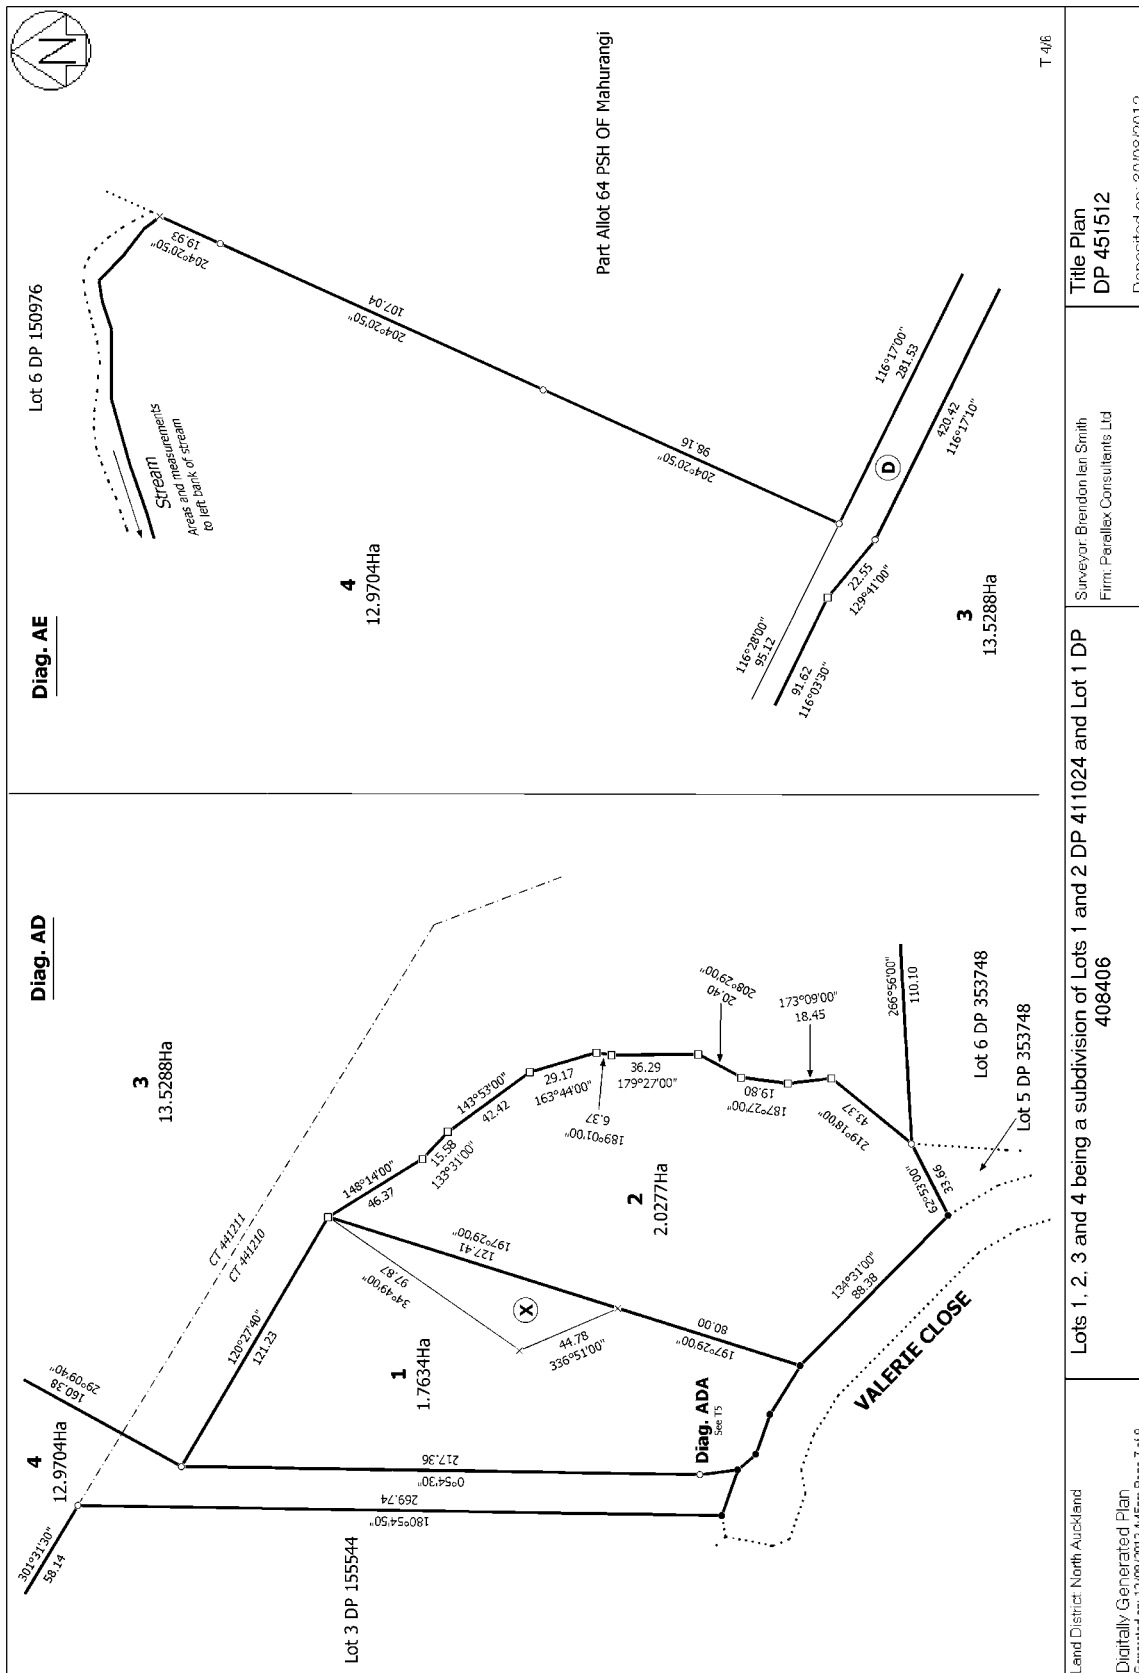 Diag. AD
3
13.5288Ha
4
12.9704Ha
301°31'30"
58.14
29°09'40"
160.38
CT 441211
CT 441210
120°27'40"
121.23
148°14'00"
46.37
15.58
133°31'00"
143°53'00"
42.42
29.17
163°44'00"
6.37
189°01'00"
36.29
179°27'00"
208°29'00"
20.40
19.80
187°27'00"
173°09'00"
18.45
43.37
219°18'00"
266°56'00"
110.10
62°53'00"
33.66
Lot 6 DP 353748
Lot 5 DP 353748
34°49'00"
97.87
127.41
197°29'00"
X
44.78
336°51'00"
1
1.7634Ha
2
2.0277Ha
80.00
197°29'00"
134°31'00"
88.38
VALERIE CLOSE
Diag. ADA
See T5
217.36
0°54'30"
269.74
180°54'50"
Lot 3 DP 155544
Diag. AE
N
Lot 6 DP 150976
Stream
Areas and measurements
to left bank of stream
19.93
204°20'50"
107.04
204°20'50"
98.16
204°20'50"
4
12.9704Ha
Part Allot 64 PSH OF Mahurangi
116°28'00"
95.12
91.62
116°03'30"
22.55
129°41'00"
D
116°17'00"
281.53
420.42
116°17'10"
3
13.5288Ha
T 4/6
Land District: North Auckland
Digitally Generated Plan
Lots 1, 2, 3 and 4 being a subdivision of Lots 1 and 2 DP 411024 and Lot 1 DP
408406
Surveyor: Brendon Ian Smith
Firm: Parallax Consultants Ltd
Title Plan
DP 451512